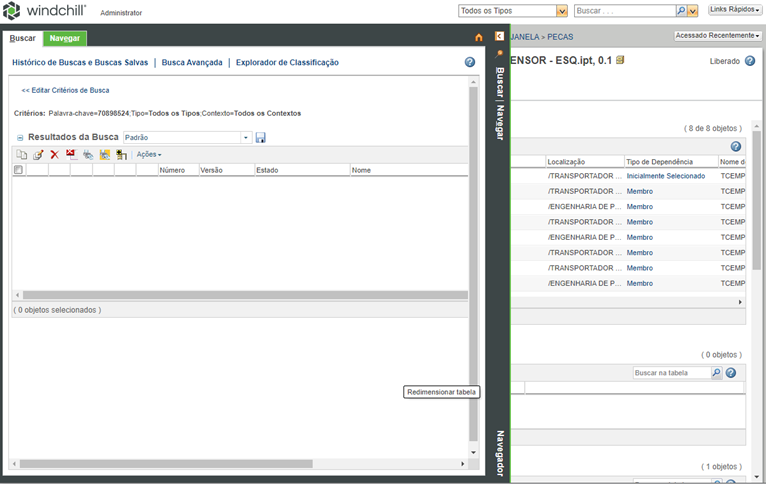 windchill Administrator Todos os Tipos Buscar . . . Links Rápidos
Buscar Navegar JANELA > PECAS Acessado Recentemente
Histórico de Buscas e Buscas Salvas | Busca Avançada | Explorador de Classificação ENSOR - ESQ.ipt, 0.1 Liberado
<< Editar Critérios de Busca
Critérios: Palavra-chave=70898524;Tipo=Todos os Tipos;Contexto=Todos os Contextos
Buscar | Navegar
( 8 de 8 objetos )
Resultados da Busca Padrão
Ações
Número Versão Estado Nome
Localização Tipo de Dependência Nome d
/TRANSPORTADOR ... Inicialmente Selecionado TCEMP
/TRANSPORTADOR ... Membro TCEMP
/ENGENHARIA DE P... Membro TCEMP
/TRANSPORTADOR ... Membro TCEMP
/ENGENHARIA DE P... Membro TCEMP
/TRANSPORTADOR ... Membro TCEMP
/TRANSPORTADOR ... Membro TCEMP
/ENGENHARIA DE P... Membro TCEMP
( 0 objetos selecionados )
( 0 objetos )
Buscar na tabela
Redimensionar tabela
Navegador
( 1 objetos )